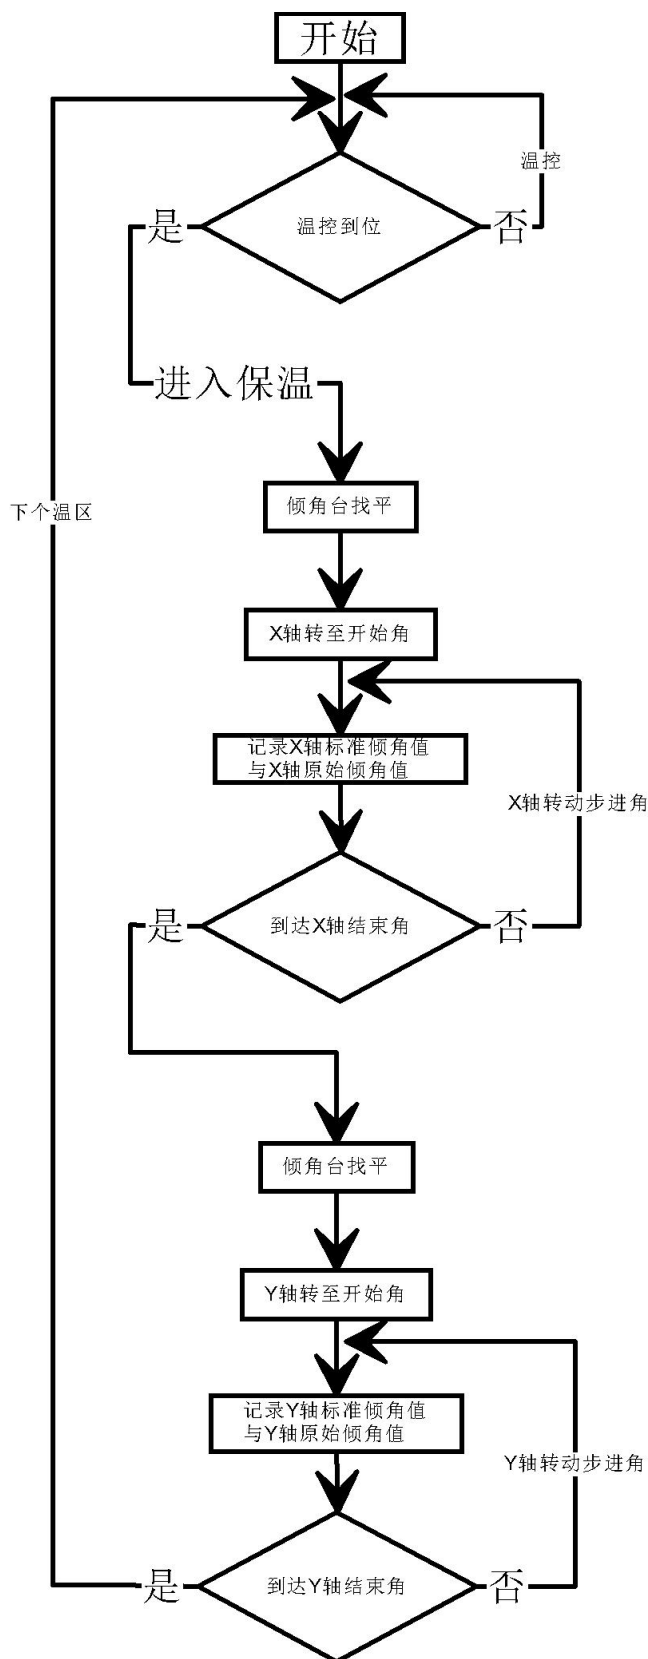 开始
温控
温控到位
是
否
进入保温
下个温区
倾角台找平
X轴转至开始角
记录X轴标准倾角值
与X轴原始倾角值
X轴转动步进角
到达X轴结束角
是
否
倾角台找平
Y轴转至开始角
记录Y轴标准倾角值
与Y轴原始倾角值
Y轴转动步进角
到达Y轴结束角
是
否